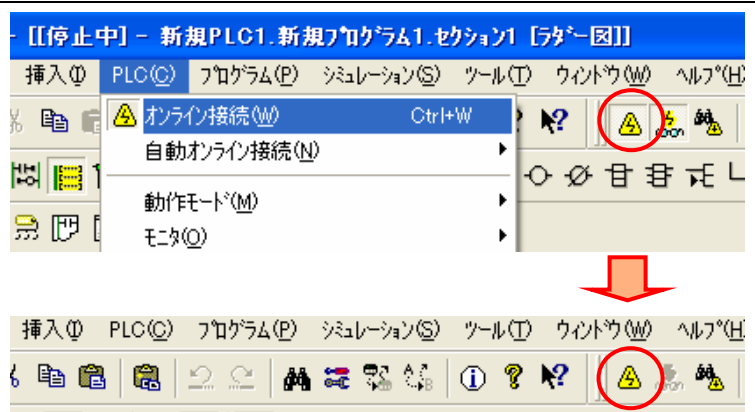 - [[停止中] - 新規PLC1.新規プログラム1.セクション1 [ラダー図]]
挿入(I) PLC(C) プログラム(P) シミュレーション(S) ツール(T) ウィンドウ(W) ヘルプ(H)
オンライン接続(W) Ctrl+W
自動オンライン接続(N)
動作モード(M)
モニタ(O)
挿入(I) PLC(C) プログラム(P) シミュレーション(S) ツール(T) ウィンドウ(W) ヘルプ(H)